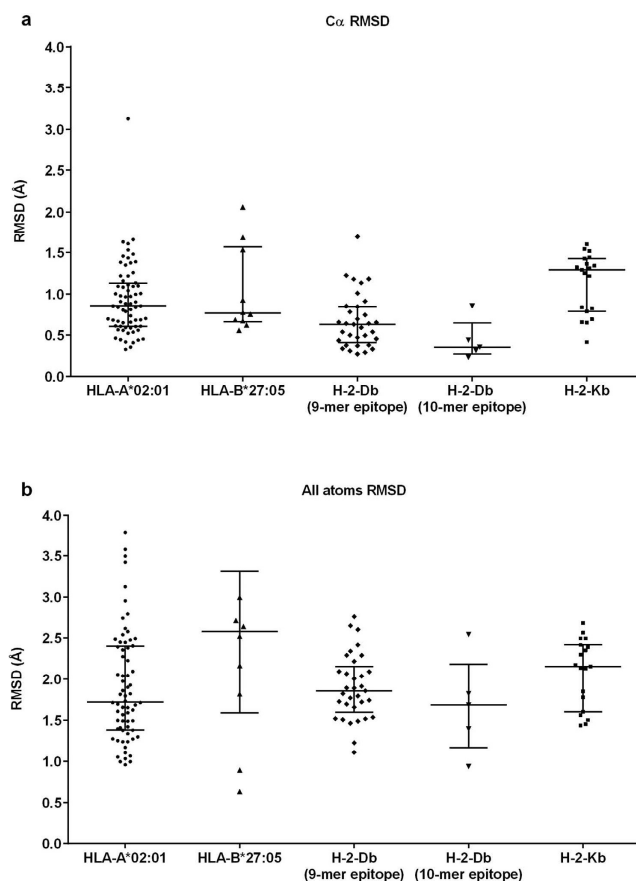 a
Cα RMSD
4.0
3.5
3.0
2.5
2.0
1.5
1.0
0.5
0.0
RMSD (Å)
HLA-A*02:01 HLA-B*27:05 H-2-Db H-2-Db H-2-Kb
(9-mer epitope) (10-mer epitope)
b
All atoms RMSD
4.0
3.5
3.0
2.5
2.0
1.5
1.0
0.5
0.0
RMSD (Å)
HLA-A*02:01 HLA-B*27:05 H-2-Db H-2-Db H-2-Kb
(9-mer epitope) (10-mer epitope)